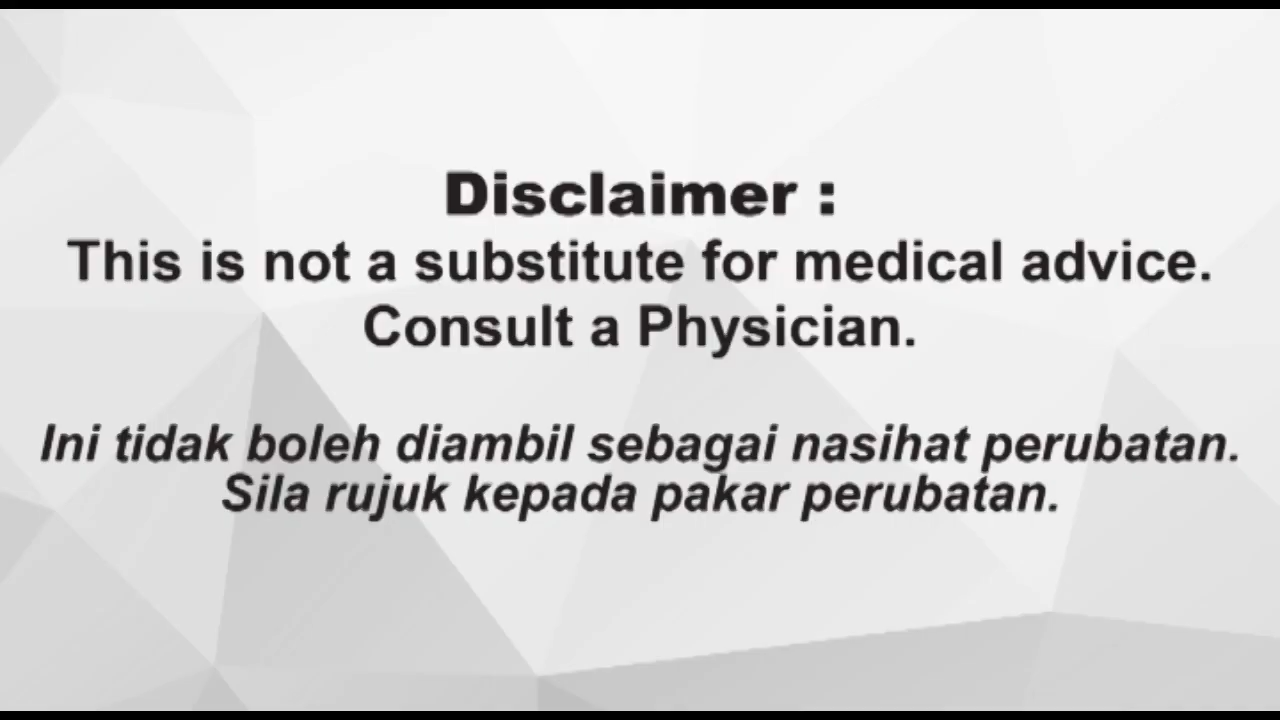 Disclaimer :
This is not a substitute for medical advice.
Consult a Physician.
Ini tidak boleh diambil sebagai nasihat perubatan.
Sila rujuk kepada pakar perubatan.